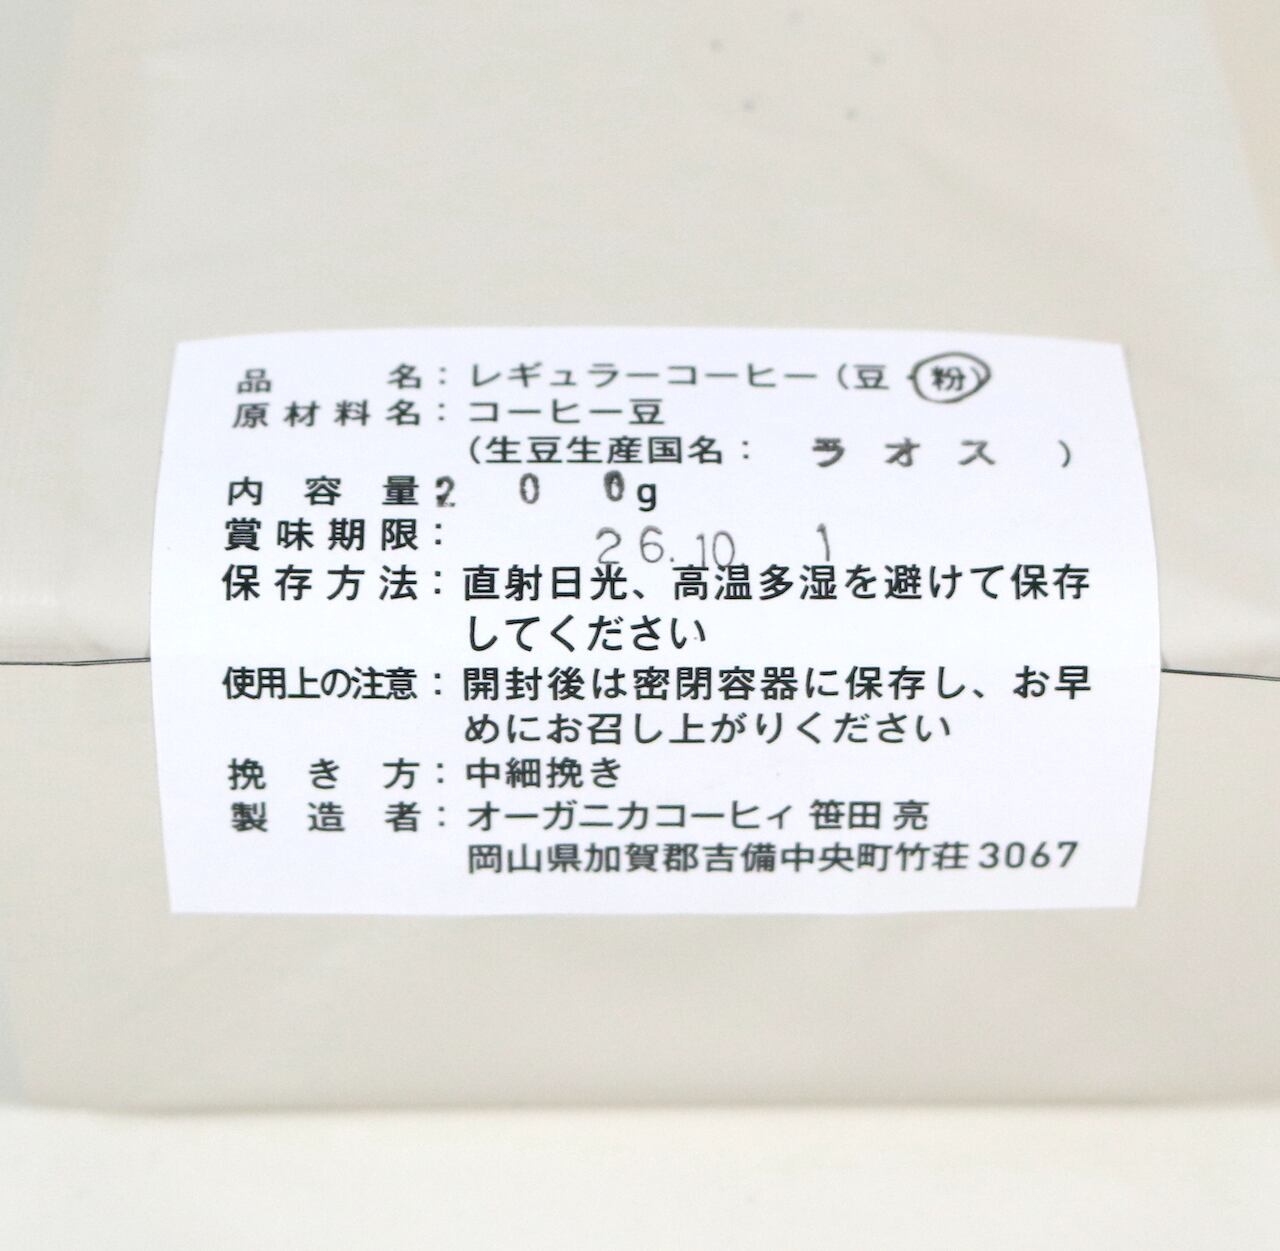 品名：レギュラーコーヒー（豆・粉）
原材料名：コーヒー豆
（生豆生産国名：ラオス）
内容量200g
賞味期限：26.10 1
保存方法：直射日光、高温多湿を避けて保存
してください
使用上の注意：開封後は密閉容器に保存し、お早
めにお召し上がりください
挽き方：中細挽き
製造者：オーガニカコーヒィ 笹田 亮
岡山県加賀郡吉備中央町竹荘3067